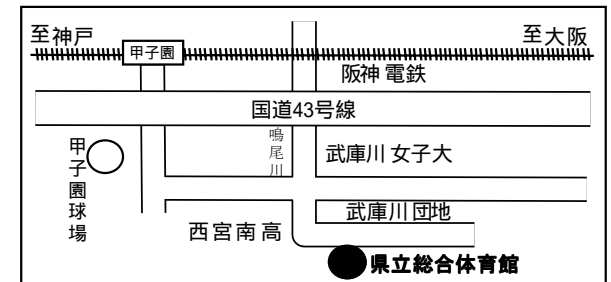 至神戸
至大阪
甲子園
阪神電鉄
国道43号線
鳴尾川
甲子園球場
武庫川女子大
武庫川団地
西宮南高
県立総合体育館